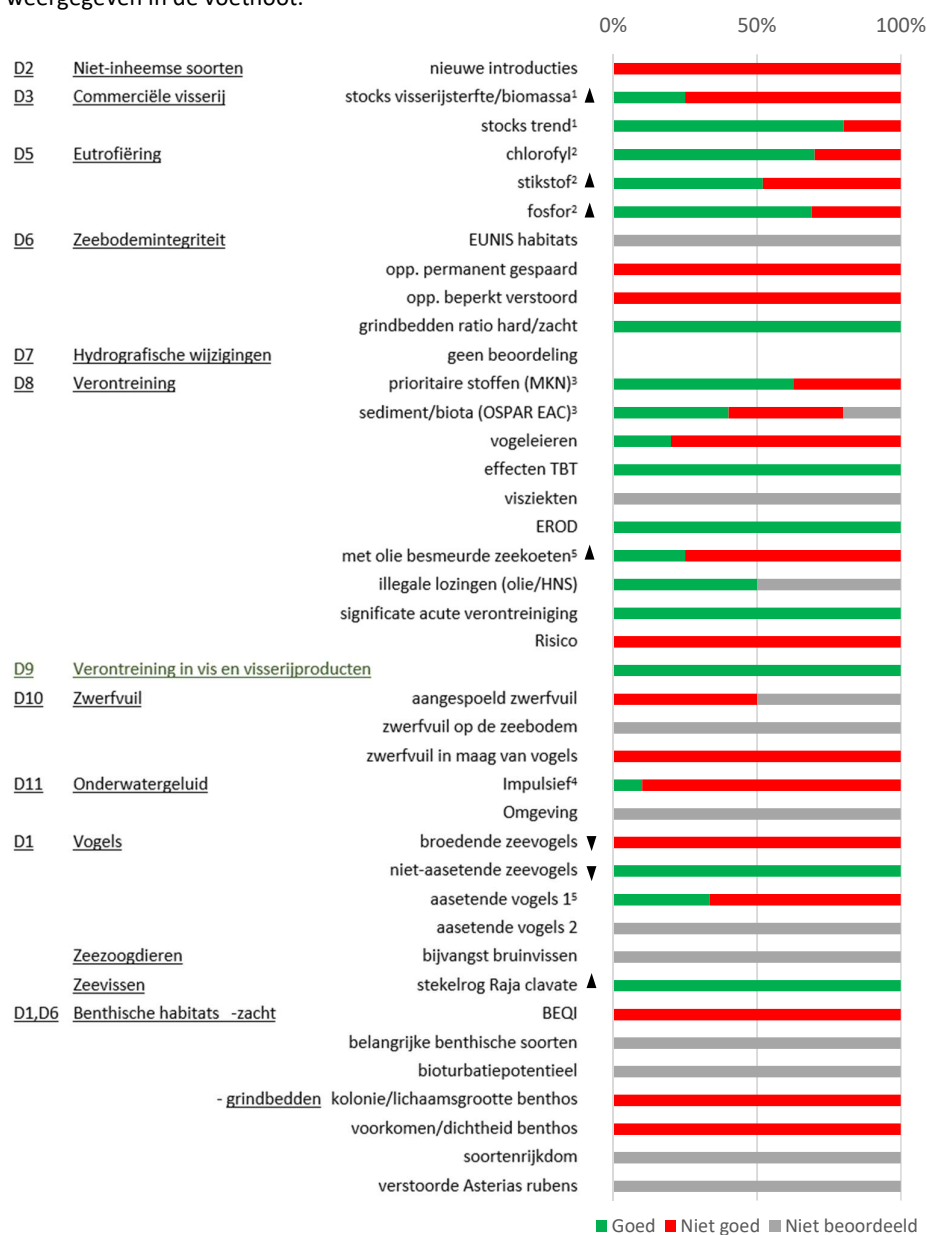 weergegeven in de voetnoot.
0% 50% 100%
D2 Niet-inheemse soorten nieuwe introducties
D3 Commerciële visserij stocks visserijsterfte/biomassa¹ ▲
stocks trend¹
D5 Eutrofiëring chlorofyl²
stikstof² ▲
fosfor² ▲
D6 Zeebodemintegriteit EUNIS habitats
opp. permanent gespaard
opp. beperkt verstoord
grindbedden ratio hard/zacht
D7 Hydrografische wijzigingen geen beoordeling
D8 Verontreining prioritaire stoffen (MKN)³
sediment/biota (OSPAR EAC)³
vogeleieren
effecten TBT
visziekten
EROD
met olie besmeurde zeekoeten⁵ ▲
illegale lozingen (olie/HNS)
significate acute verontreiniging
Risico
D9 Verontreining in vis en visserijproducten
D10 Zwerfvuil aangespoeld zwerfvuil
zwerfvuil op de zeebodem
zwerfvuil in maag van vogels
D11 Onderwatergeluid Impulsief⁴
Omgeving
D1 Vogels broedende zeevogels ▼
niet-aasetende zeevogels ▼
aasetende vogels 1⁵
aasetende vogels 2
Zeezoogdieren bijvangst bruinvissen
Zeevissen stekelrog Raja clavate ▲
D1,D6 Benthische habitats -zacht BEQI
belangrijke benthische soorten
bioturbatiepotentieel
- grindbedden kolonie/lichaamsgrootte benthos
voorkomen/dichtheid benthos
soortenrijkdom
verstoorde Asterias rubens
Goed Niet goed Niet beoordeeld